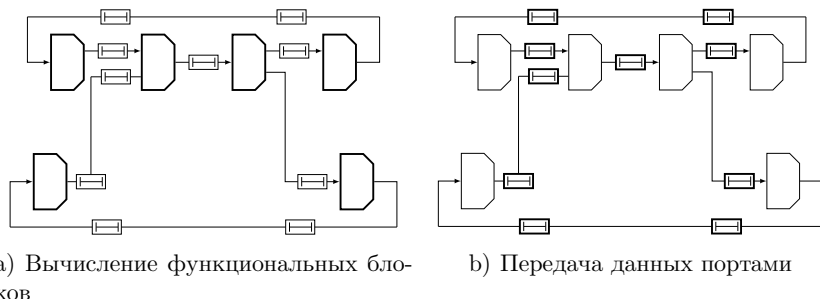 а) Вычисление функциональных бло-
ков
b) Передача данных портами